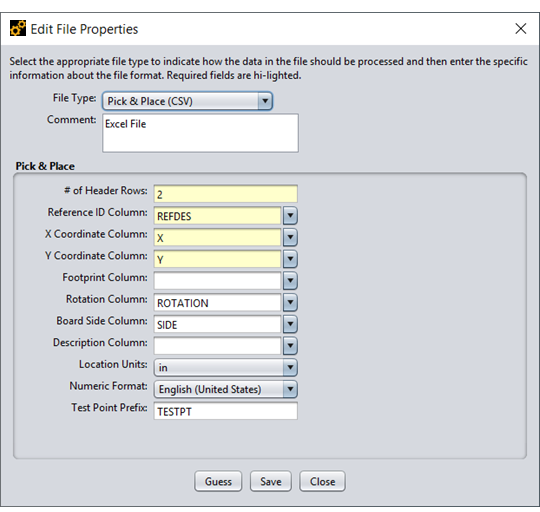 Edit File Properties
Select the appropriate file type to indicate how the data in the file should be processed and then enter the specific
information about the file format. Required fields are hi-lighted.
File Type: Pick & Place (CSV)
Comment: Excel File
Pick & Place
# of Header Rows: 2
Reference ID Column: REFDES
X Coordinate Column: X
Y Coordinate Column: Y
Footprint Column:
Rotation Column: ROTATION
Board Side Column: SIDE
Description Column:
Location Units: in
Numeric Format: English (United States)
Test Point Prefix: TESTPT
Guess Save Close